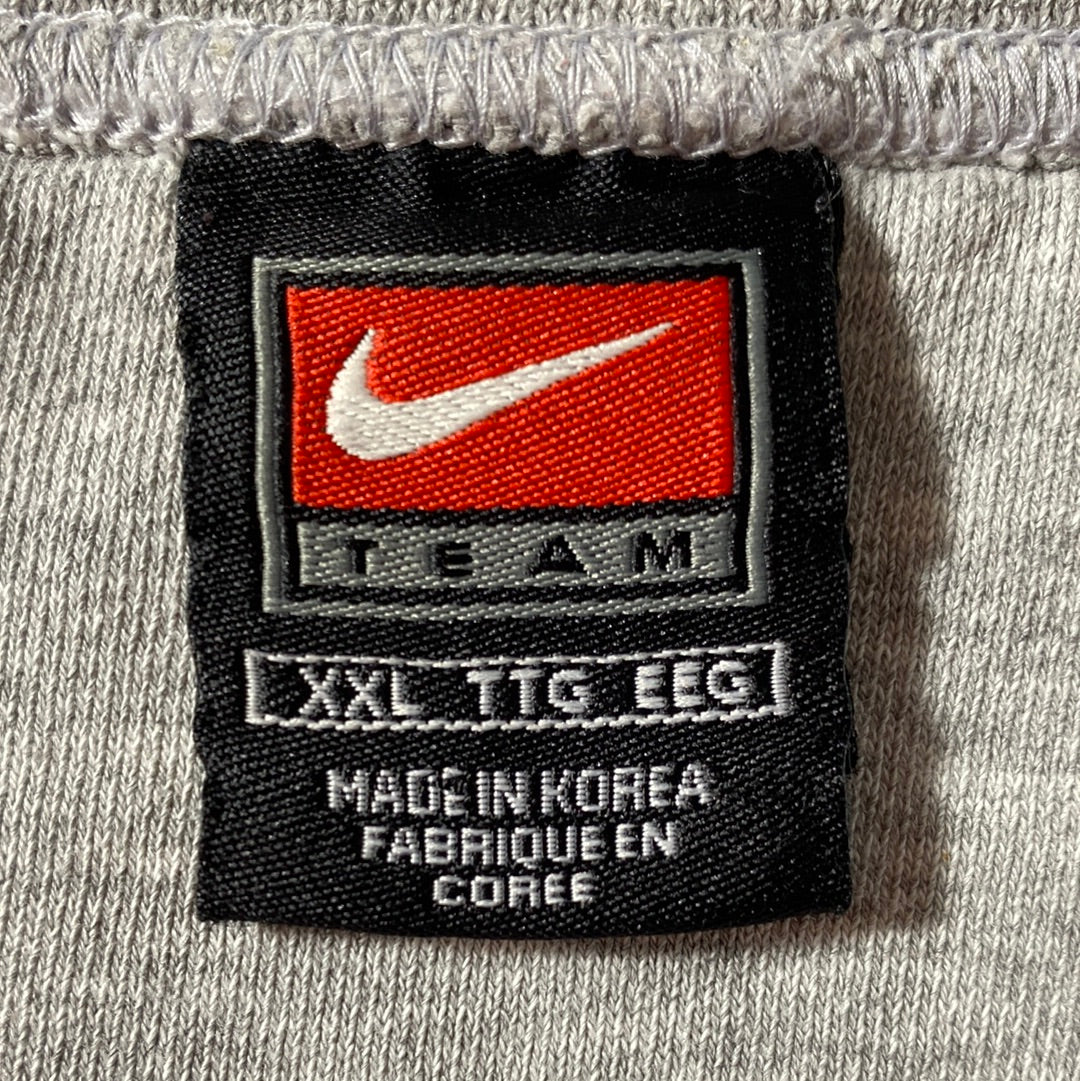 TEAM
XXL TTG EEG
MADE IN KOREA
FABRIQUE EN
COREE